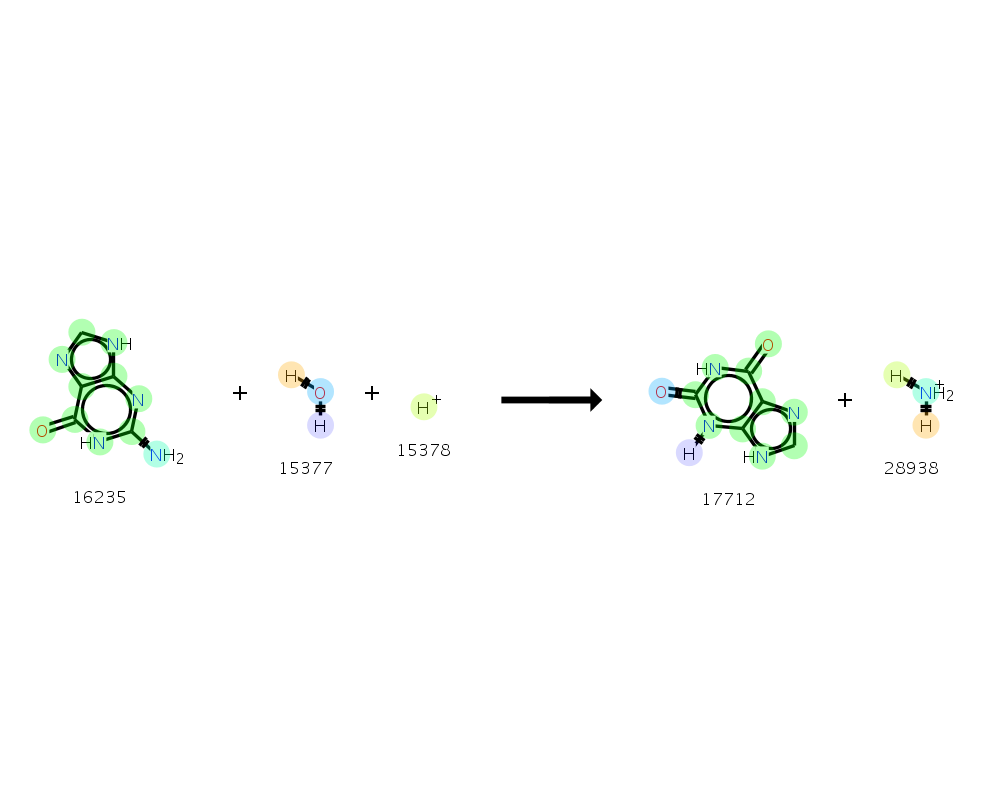 N NH
N
O HN NH2
16235
+
H O H
15377
+
H+
15378
O
HN
O N N
H HN
17712
+
H NH2+
H
28938